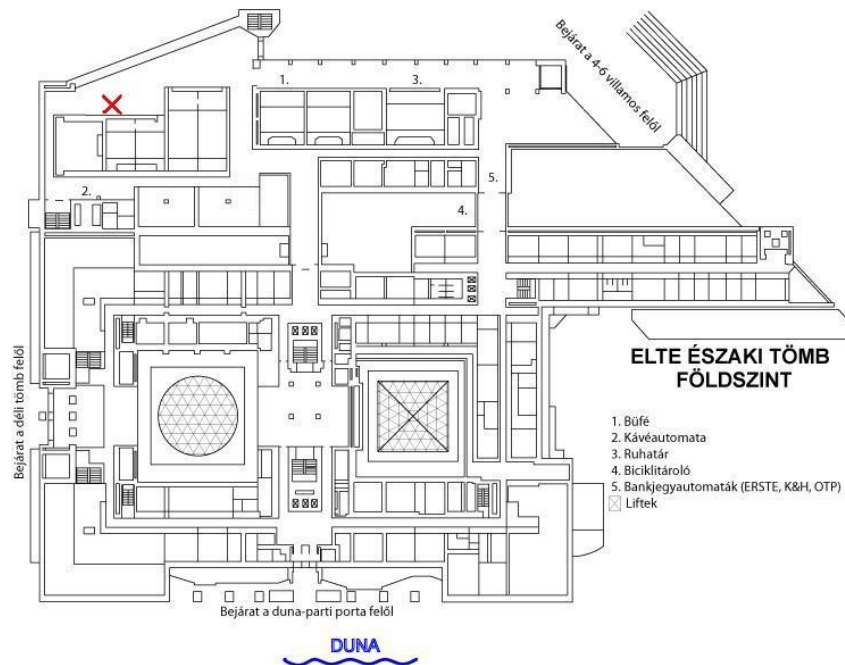 Bejárat a 4-6 villamos felől
1.
3.
2.
5.
4.
Bejárat a déli tömb felől
ELTE ÉSZAKI TÖMB
FÖLDSZINT
1. Büfé
2. Kávéautomata
3. Ruhatár
4. Biciklitároló
5. Bankjegyautomaták (ERSTE, K&H, OTP)
Liftek
Bejárat a duna-parti porta felől
DUNA